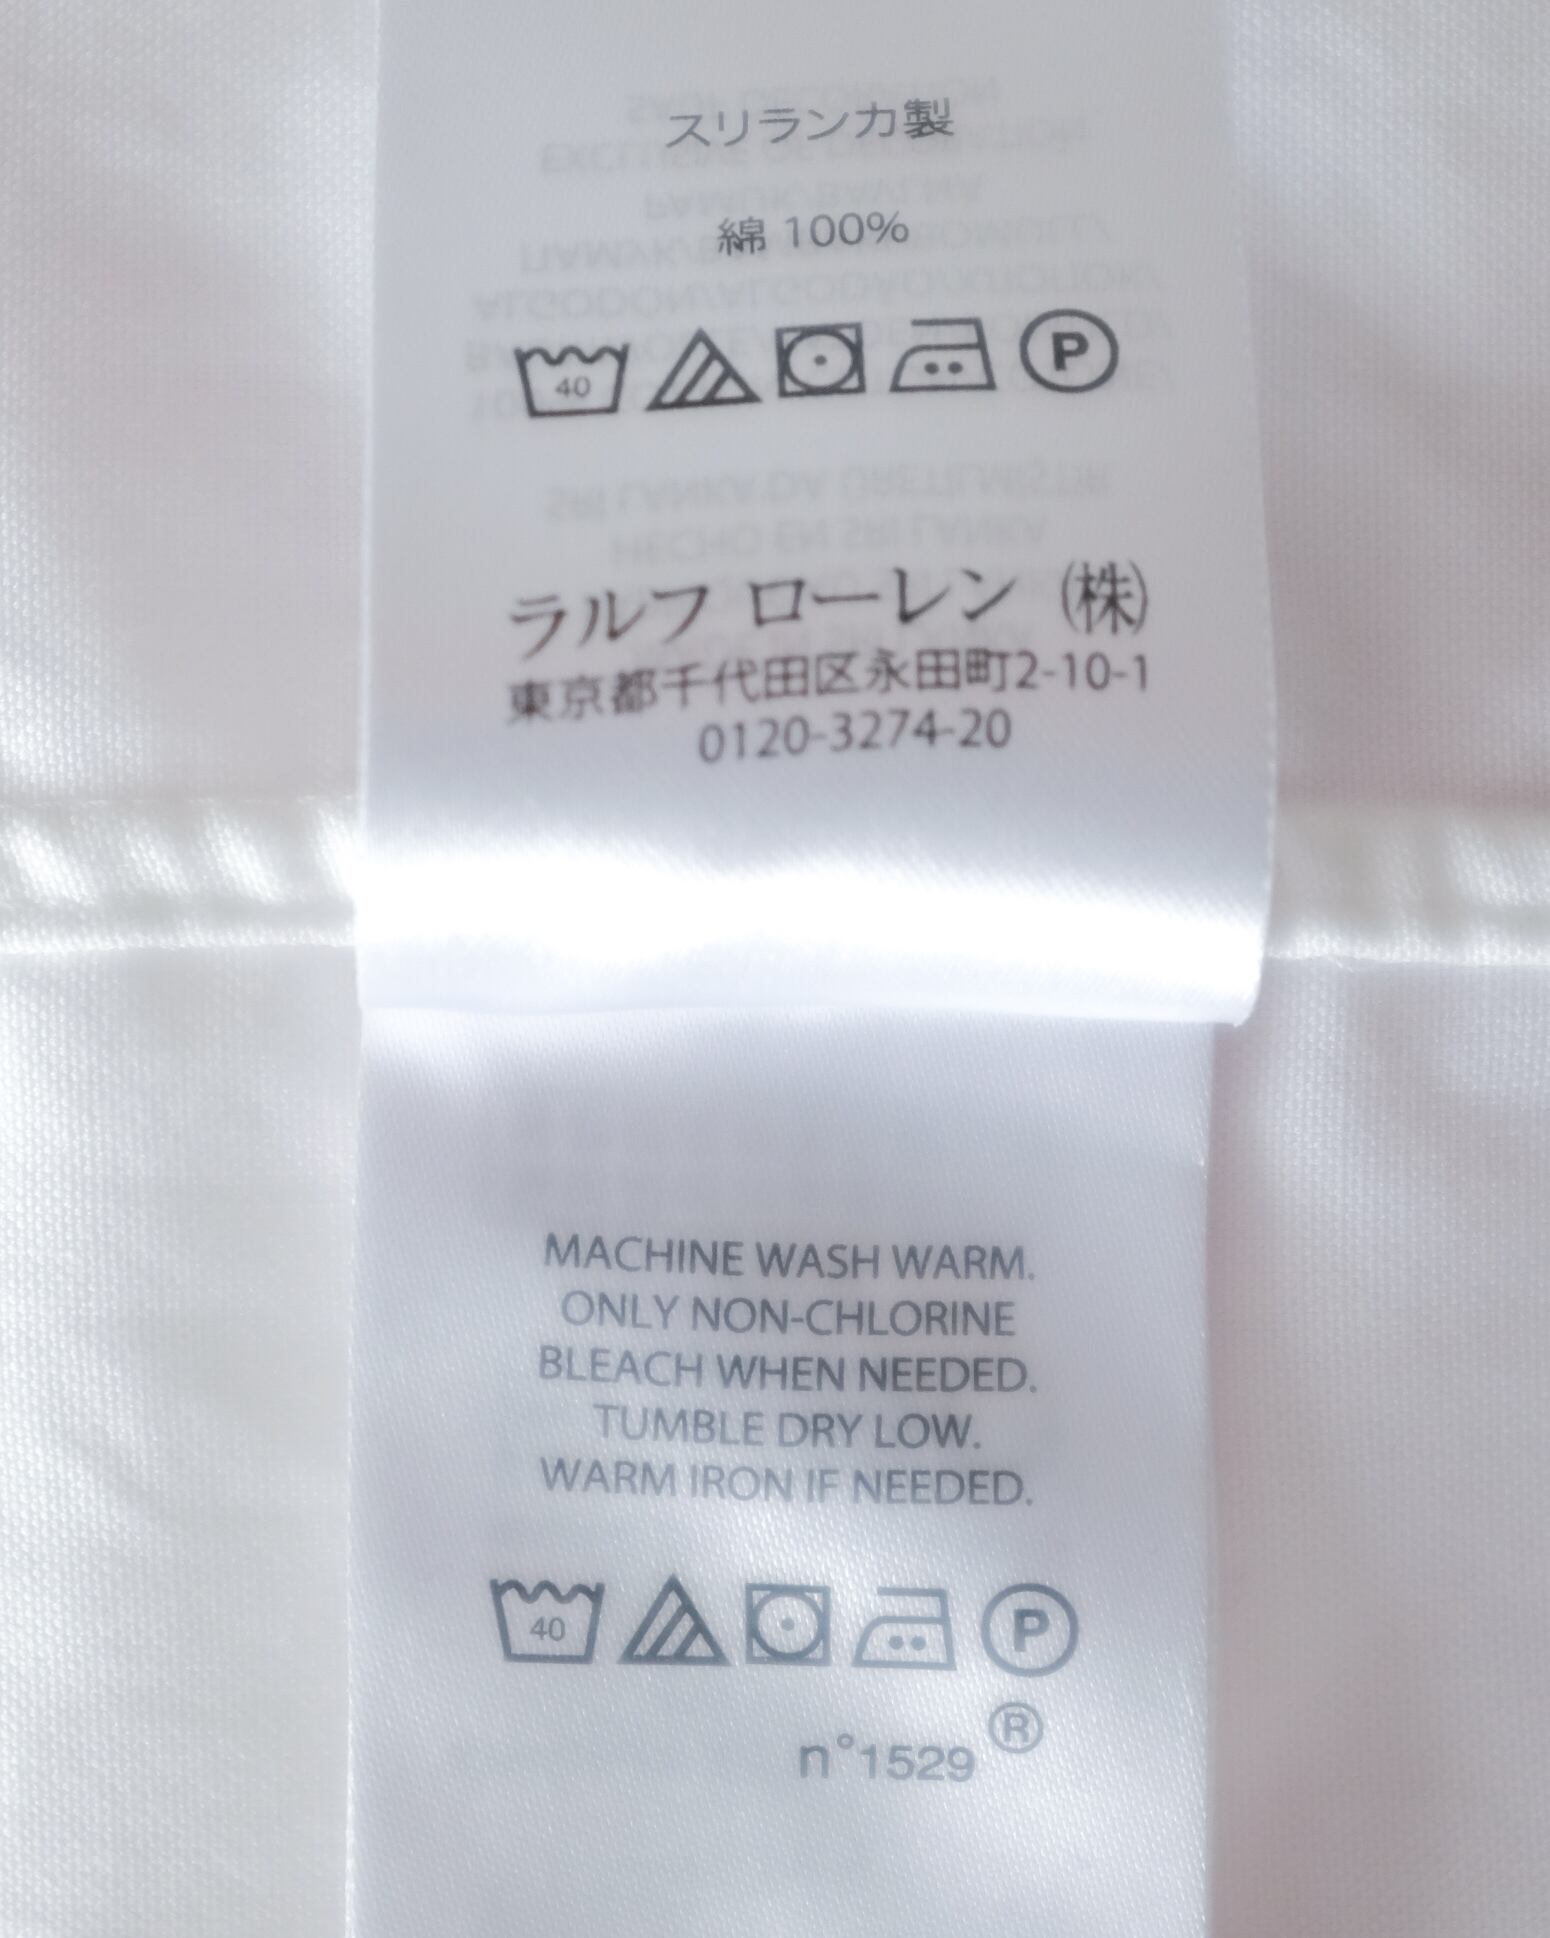 スリランカ製
綿 100%
40
P
ラルフ ローレン (株)
東京都千代田区永田町2-10-1
0120-3274-20
MACHINE WASH WARM.
ONLY NON-CHLORINE
BLEACH WHEN NEEDED.
TUMBLE DRY LOW.
WARM IRON IF NEEDED.
40
P
n°1529 ®